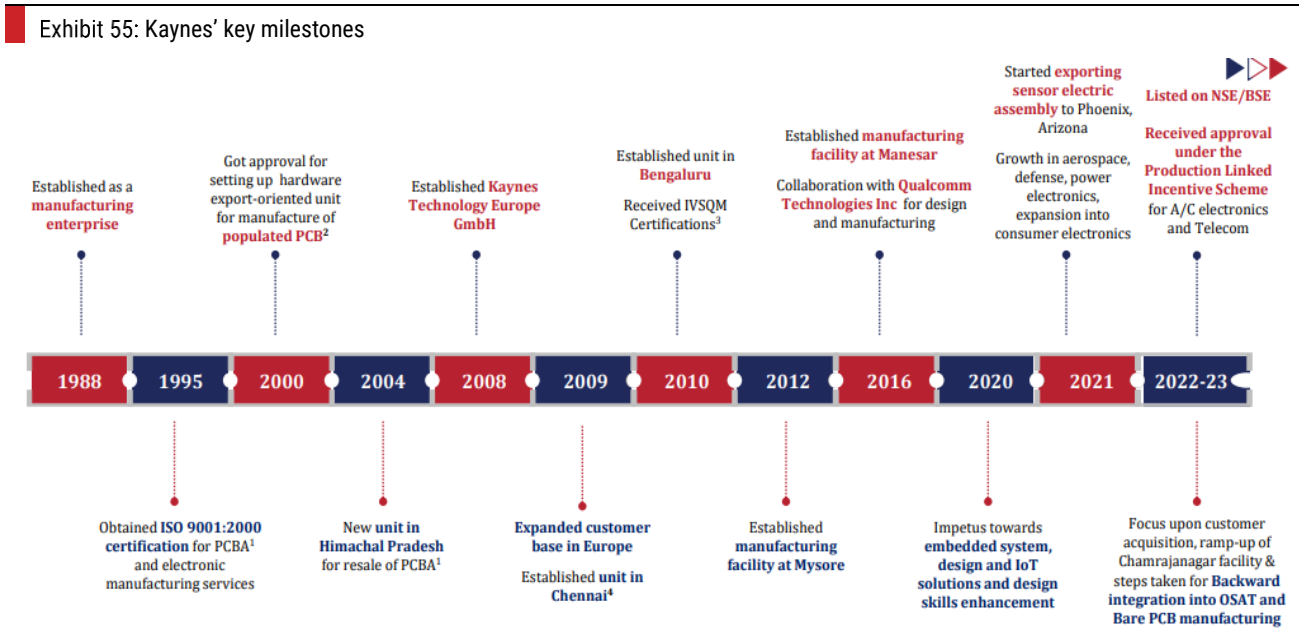 Exhibit 55: Kaynes’ key milestones
Established as a
manufacturing
enterprise
Got approval for
setting up hardware
export-oriented unit
for manufacture of
populated PCB²
Established Kaynes
Technology Europe
GmbH
Established unit in
Bengaluru
Received IVSQM
Certifications³
Established manufacturing
facility at Manesar
Collaboration with Qualcomm
Technologies Inc for design
and manufacturing
Started exporting
sensor electric
assembly to Phoenix,
Arizona
Growth in aerospace,
defense, power
electronics,
expansion into
consumer electronics
Listed on NSE/BSE
Received approval
under the
Production Linked
Incentive Scheme
for A/C electronics
and Telecom
1988 1995 2000 2004 2008 2009 2010 2012 2016 2020 2021 2022-23
Obtained ISO 9001:2000
certification for PCBA¹
and electronic
manufacturing services
New unit in
Himachal Pradesh
for resale of PCBA¹
Expanded customer
base in Europe
Established unit in
Chennai⁴
Established
manufacturing
facility at Mysore
Impetus towards
embedded system,
design and IoT
solutions and design
skills enhancement
Focus upon customer
acquisition, ramp-up of
Chamrajanagar facility &
steps taken for Backward
integration into OSAT and
Bare PCB manufacturing